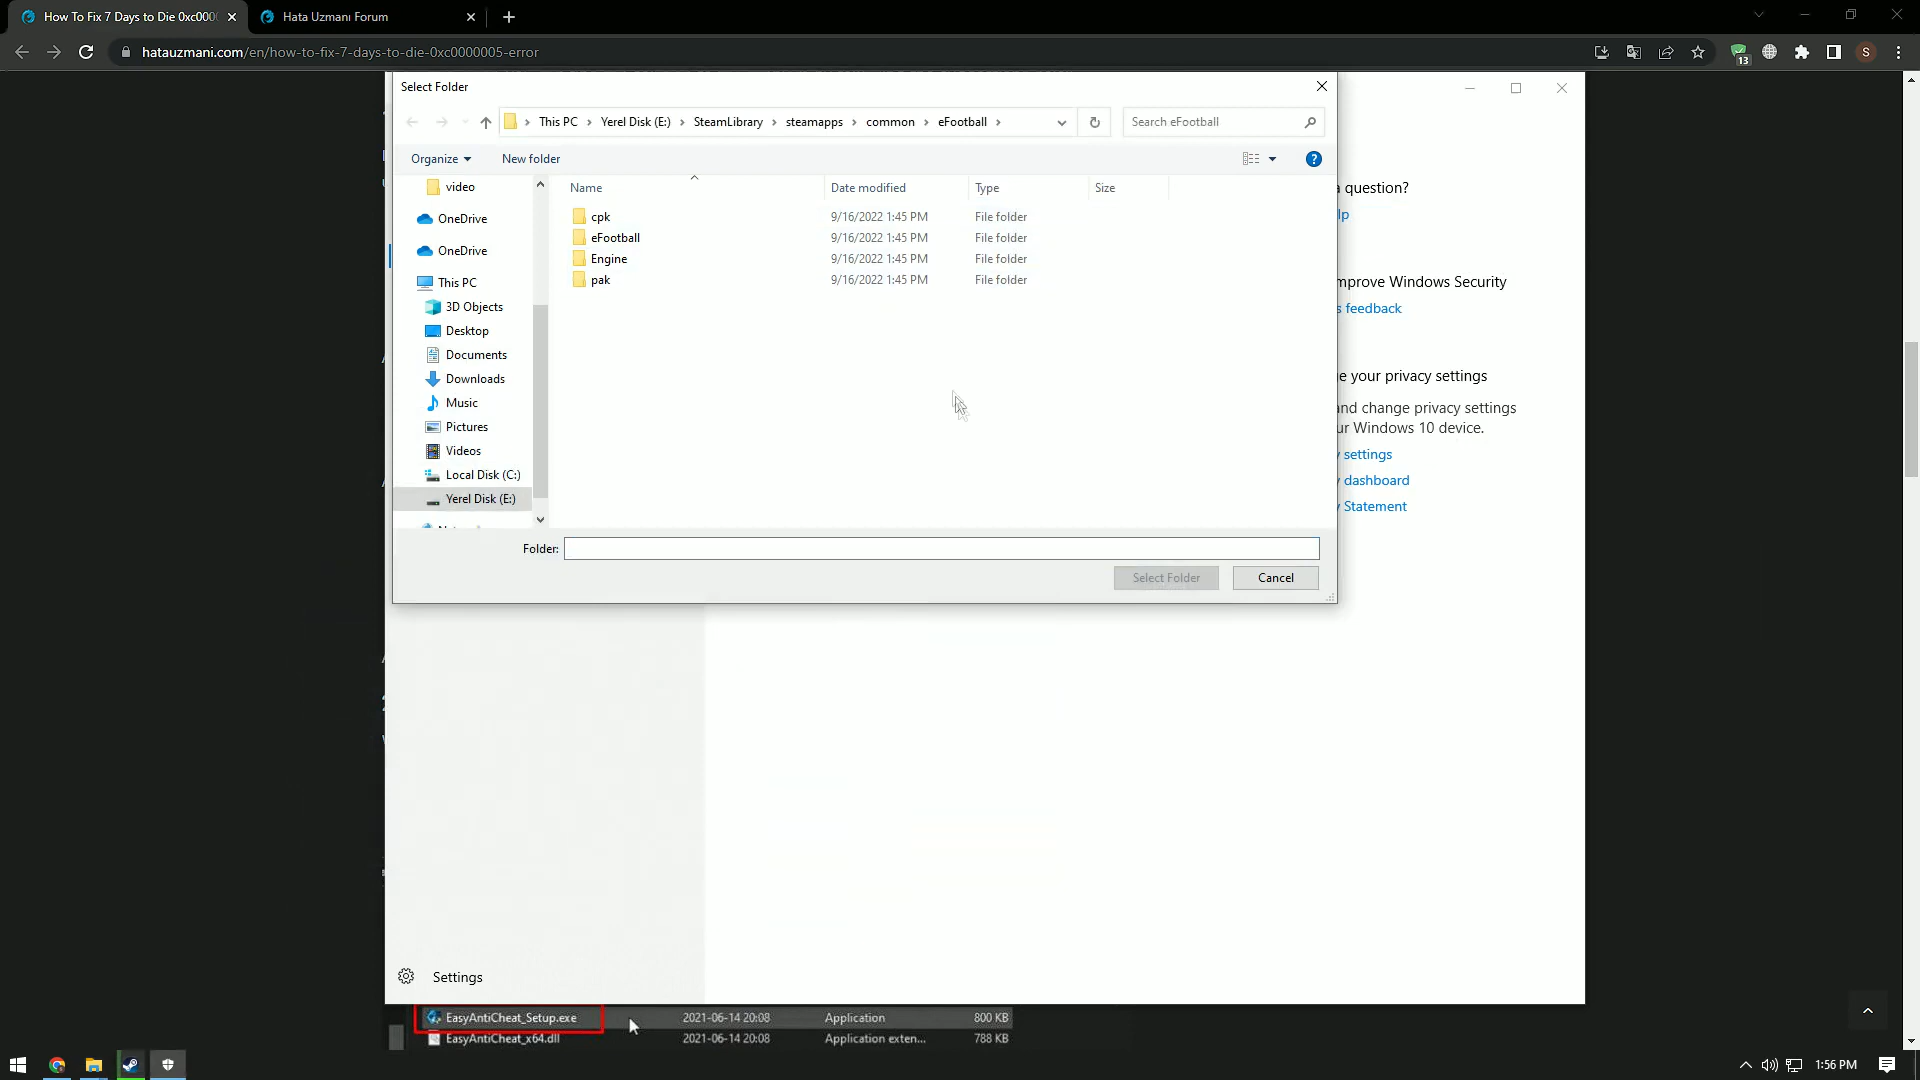 How To Fix 7 Days to Die 0xc000
Hata Uzmanı Forum
hatauzmani.com/en/how-to-fix-7-days-to-die-0xc0000005-error
13
S
Select Folder
This PC
Yerel Disk (E:)
SteamLibrary
steamapps
common
eFootball
Search eFootball
Organize
New folder
Name
Date modified
Type
Size
video
OneDrive
OneDrive
This PC
3D Objects
Desktop
Documents
Downloads
Music
Pictures
Videos
Local Disk (C:)
Yerel Disk (E:)
cpk 9/16/2022 1:45 PM File folder
eFootball 9/16/2022 1:45 PM File folder
Engine 9/16/2022 1:45 PM File folder
pak 9/16/2022 1:45 PM File folder
Folder:
Select Folder
Cancel
a question?
lp
mprove Windows Security
s feedback
e your privacy settings
and change privacy settings
ur Windows 10 device.
y settings
y dashboard
y Statement
Settings
EasyAntiCheat_Setup.exe 2021-06-14 20:08 Application 800 KB
EasyAntiCheat_x64.dll 2021-06-14 20:08 Application exten... 788 KB
1:56 PM